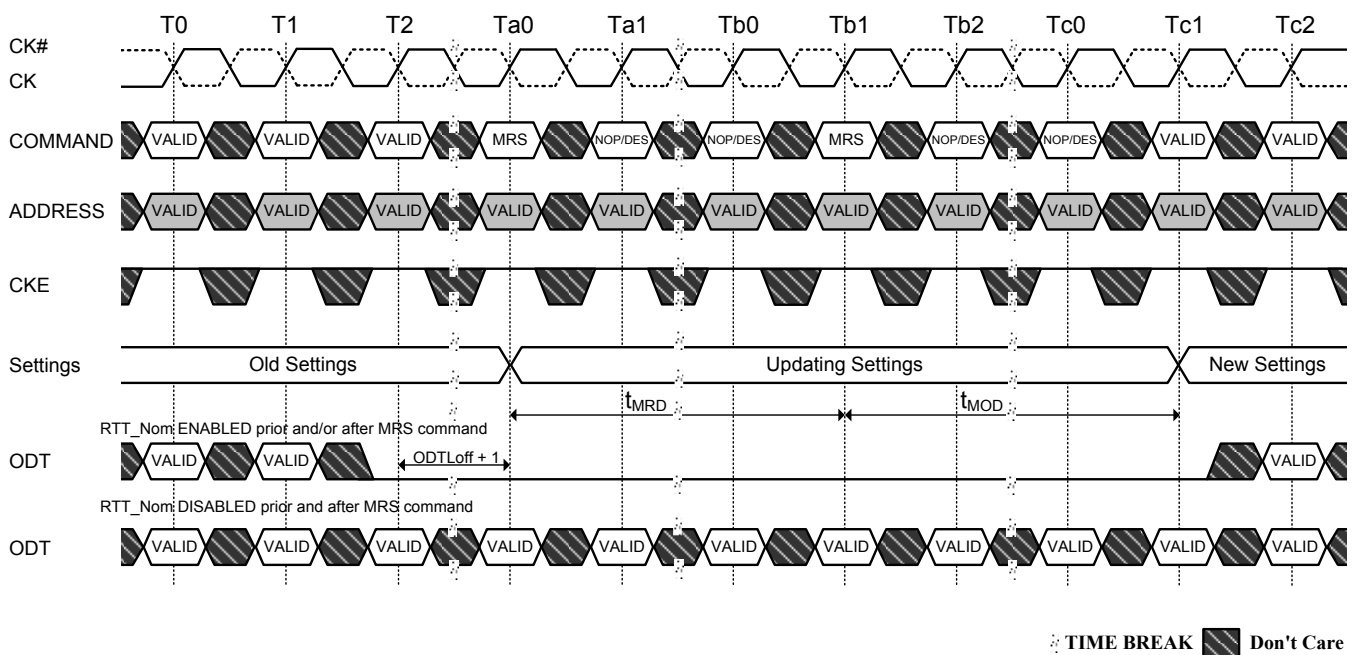 T0 T1 T2 Ta0 Ta1 Tb0 Tb1 Tb2 Tc0 Tc1 Tc2
CK#
CK
COMMAND VALID VALID VALID MRS NOP/DES NOP/DES MRS NOP/DES NOP/DES VALID VALID
ADDRESS VALID VALID VALID VALID VALID VALID VALID VALID VALID VALID VALID
CKE
Settings Old Settings Updating Settings New Settings
tMRD tMOD
RTT_Nom ENABLED prior and/or after MRS command
ODT VALID VALID ODTLoff + 1 VALID
RTT_Nom DISABLED prior and after MRS command
ODT VALID VALID VALID VALID VALID VALID VALID VALID VALID VALID VALID
TIME BREAK Don't Care